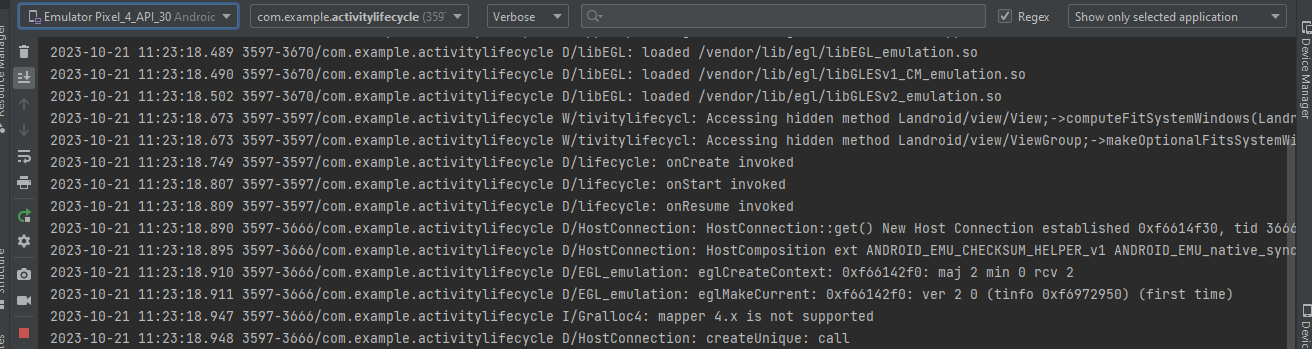 Emulator Pixel_4_API_30 Android com.example.activitylifecycle (359 Verbose Regex Show only selected application
2023-10-21 11:23:18.489 3597-3670/com.example.activitylifecycle D/libEGL: loaded /vendor/lib/egl/libEGL_emulation.so
2023-10-21 11:23:18.490 3597-3670/com.example.activitylifecycle D/libEGL: loaded /vendor/lib/egl/libGLESv1_CM_emulation.so
2023-10-21 11:23:18.502 3597-3670/com.example.activitylifecycle D/libEGL: loaded /vendor/lib/egl/libGLESv2_emulation.so
2023-10-21 11:23:18.673 3597-3597/com.example.activitylifecycle W/tivitylifecycl: Accessing hidden method Landroid/view/View;->computeFitSystemWindows(Landr
2023-10-21 11:23:18.673 3597-3597/com.example.activitylifecycle W/tivitylifecycl: Accessing hidden method Landroid/view/ViewGroup;->makeOptionalFitsSystemWi
2023-10-21 11:23:18.749 3597-3597/com.example.activitylifecycle D/lifecycle: onCreate invoked
2023-10-21 11:23:18.807 3597-3597/com.example.activitylifecycle D/lifecycle: onStart invoked
2023-10-21 11:23:18.809 3597-3597/com.example.activitylifecycle D/lifecycle: onResume invoked
2023-10-21 11:23:18.890 3597-3666/com.example.activitylifecycle D/HostConnection: HostConnection::get() New Host Connection established 0xf6614f30, tid 3666
2023-10-21 11:23:18.895 3597-3666/com.example.activitylifecycle D/HostConnection: HostComposition ext ANDROID_EMU_CHECKSUM_HELPER_v1 ANDROID_EMU_native_sync
2023-10-21 11:23:18.910 3597-3666/com.example.activitylifecycle D/EGL_emulation: eglCreateContext: 0xf66142f0: maj 2 min 0 rcv 2
2023-10-21 11:23:18.911 3597-3666/com.example.activitylifecycle D/EGL_emulation: eglMakeCurrent: 0xf66142f0: ver 2 0 (tinfo 0xf6972950) (first time)
2023-10-21 11:23:18.947 3597-3666/com.example.activitylifecycle I/Gralloc4: mapper 4.x is not supported
2023-10-21 11:23:18.948 3597-3666/com.example.activitylifecycle D/HostConnection: createUnique: call
Resource Manager
Device Manager